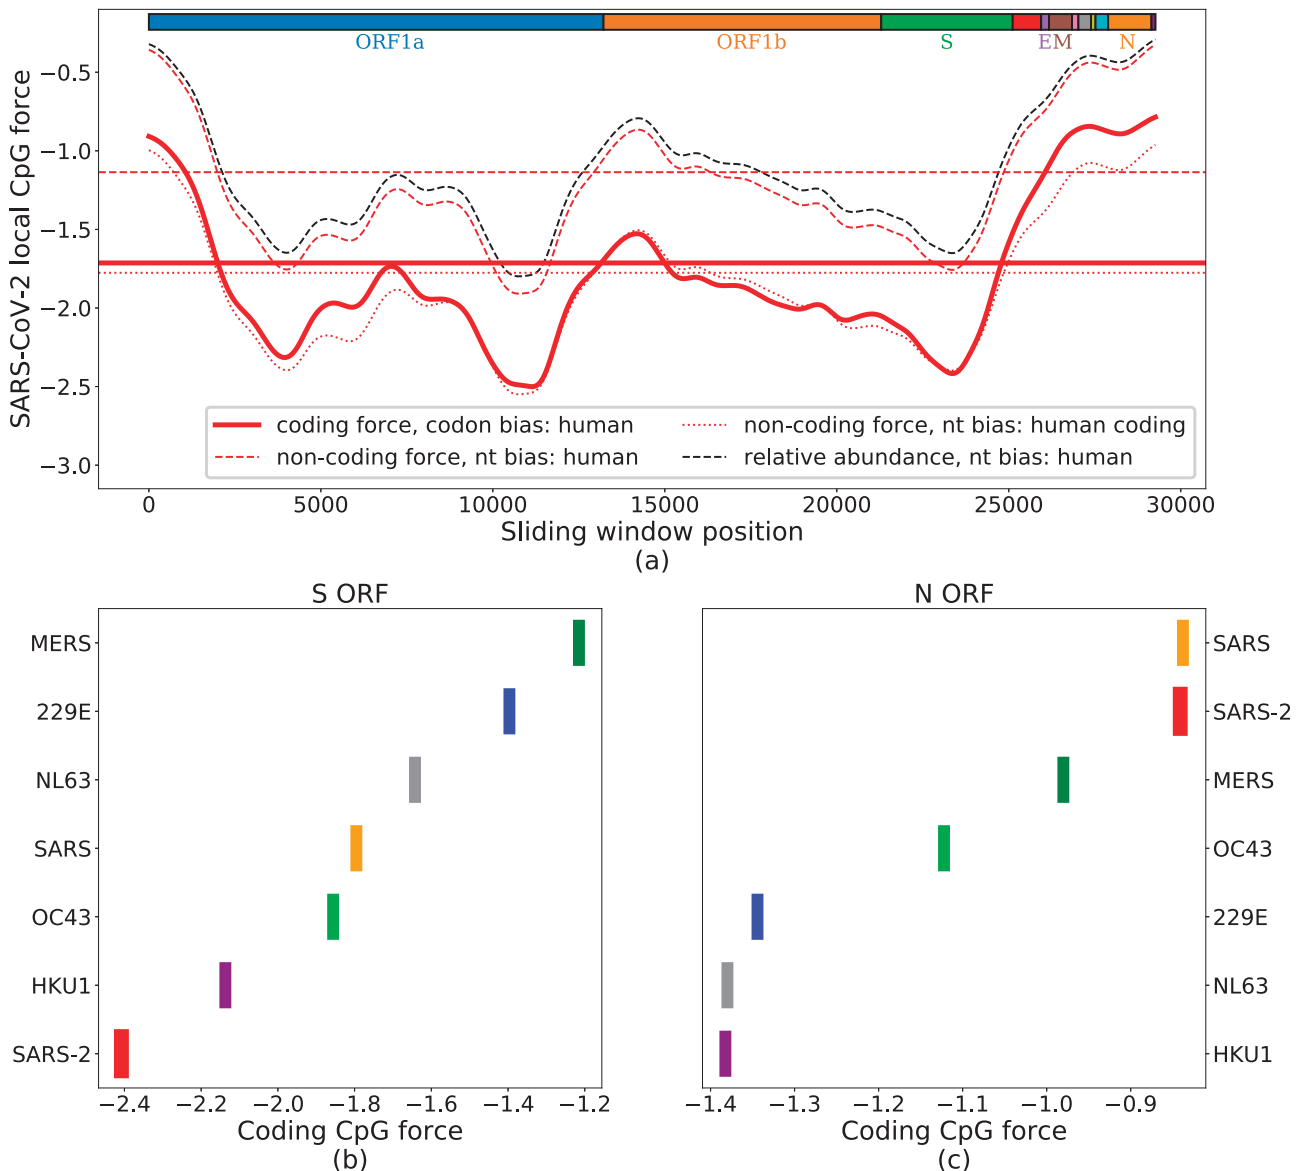 ORF1a ORF1b S E M N
SARS-CoV-2 local CpG force
−0.5
−1.0
−1.5
−2.0
−2.5
−3.0
coding force, codon bias: human
non-coding force, nt bias: human
non-coding force, nt bias: human coding
relative abundance, nt bias: human
0 5000 10000 15000 20000 25000 30000
Sliding window position
(a)
S ORF
MERS
229E
NL63
SARS
OC43
HKU1
SARS-2
−2.4 −2.2 −2.0 −1.8 −1.6 −1.4 −1.2
Coding CpG force
(b)
N ORF
SARS
SARS-2
MERS
OC43
229E
NL63
HKU1
−1.4 −1.3 −1.2 −1.1 −1.0 −0.9
Coding CpG force
(c)